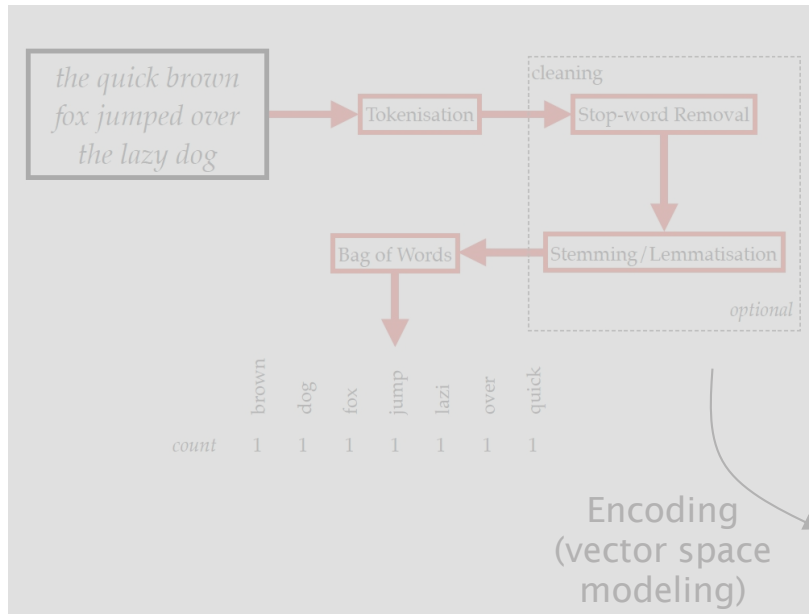 the quick brown
fox jumped over
the lazy dog
Tokenisation
cleaning
Stop-word Removal
Bag of Words
Stemming/Lemmatisation
optional
brown
dog
fox
jump
lazi
over
quick
count 1 1 1 1 1 1 1
Encoding
(vector space
modeling)